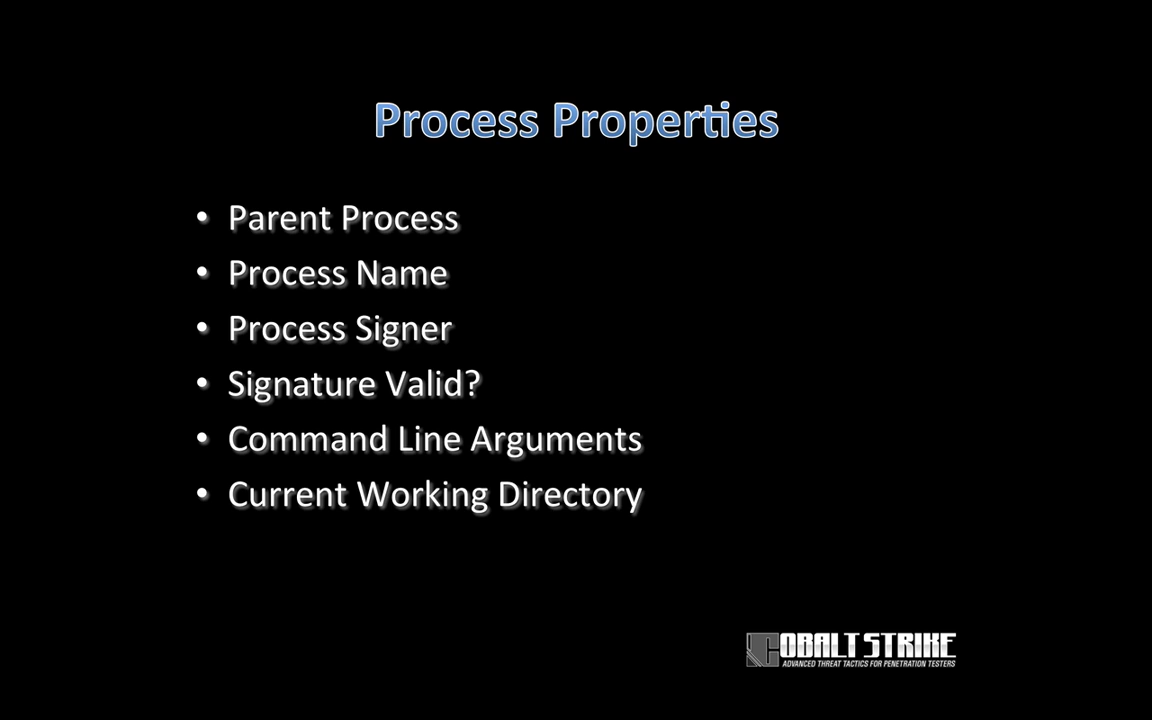 Process Properties
• Parent Process
• Process Name
• Process Signer
• Signature Valid?
• Command Line Arguments
• Current Working Directory
COBALT STRIKE
ADVANCED THREAT TACTICS FOR PENETRATION TESTERS